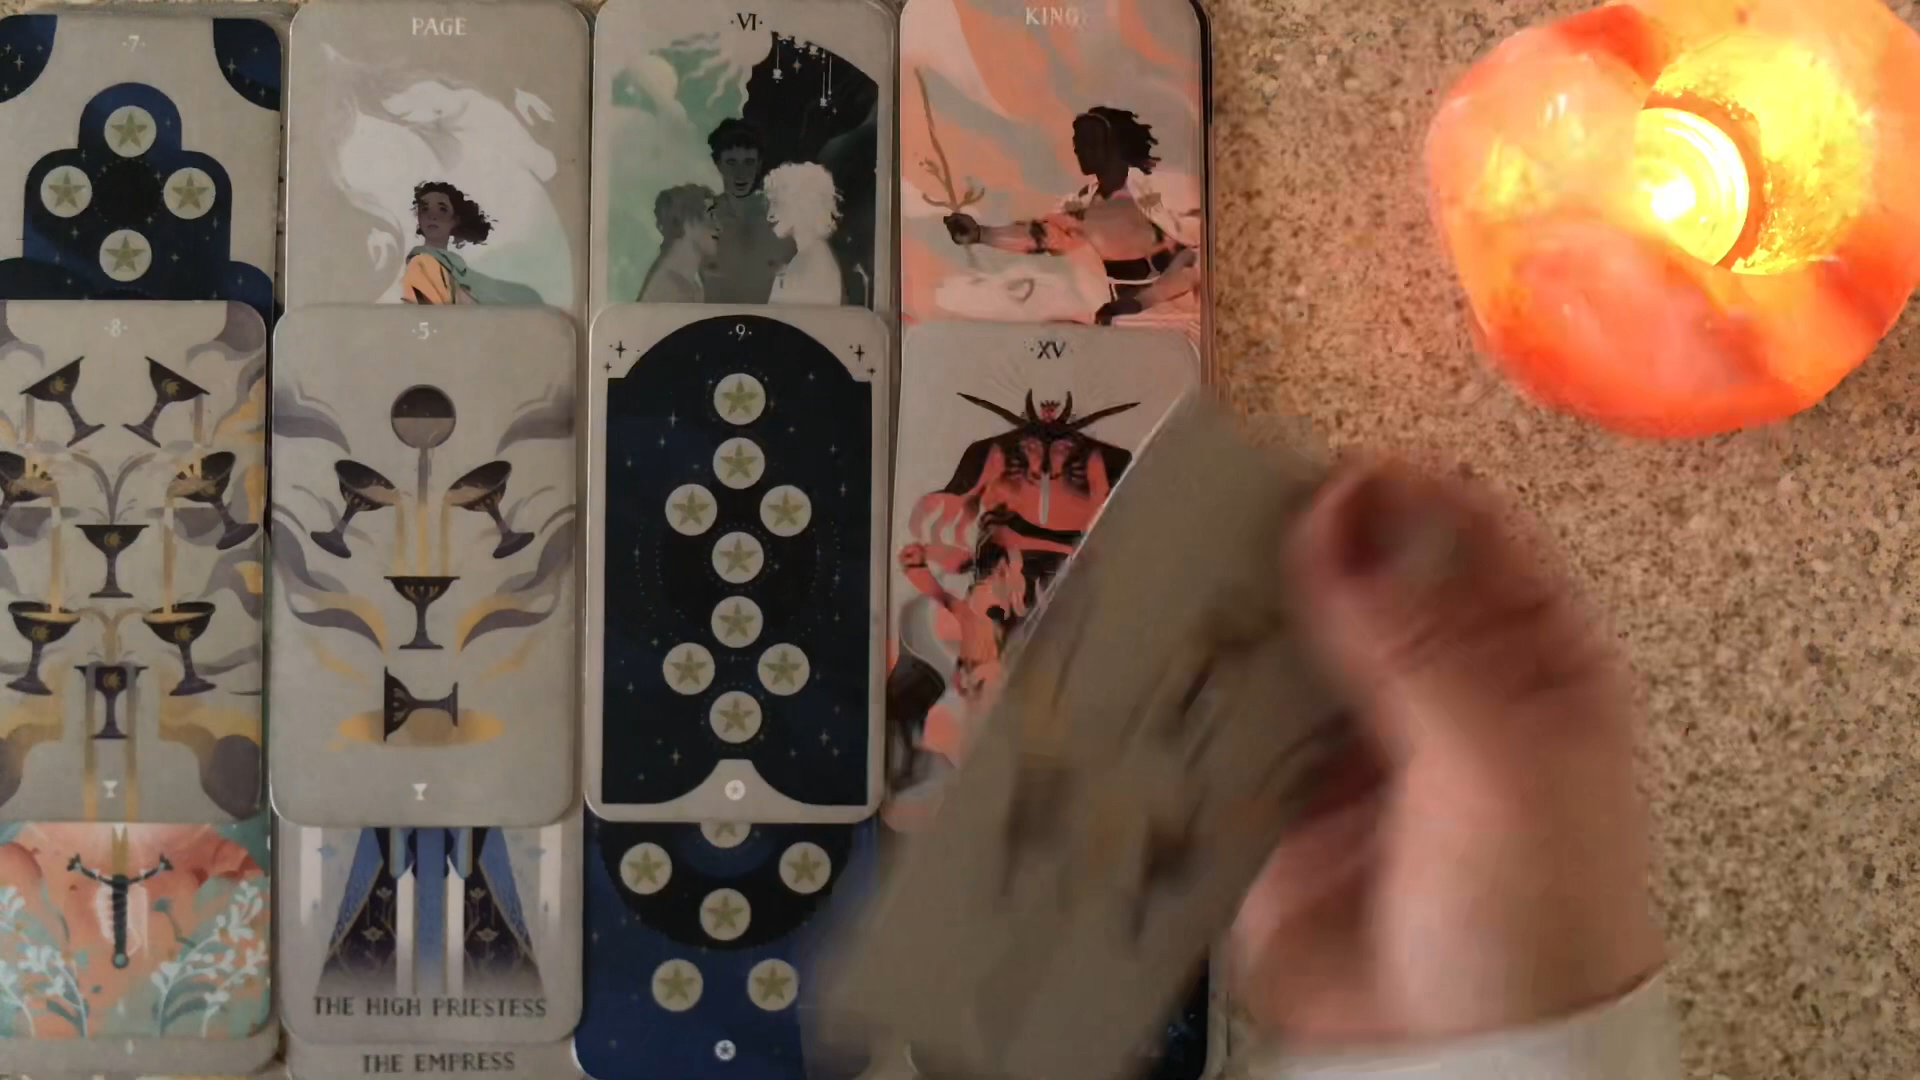 ·7·
PAGE
·VI·
KING
·8·
·5·
·9·
·XV·
THE HIGH PRIESTESS
THE EMPRESS